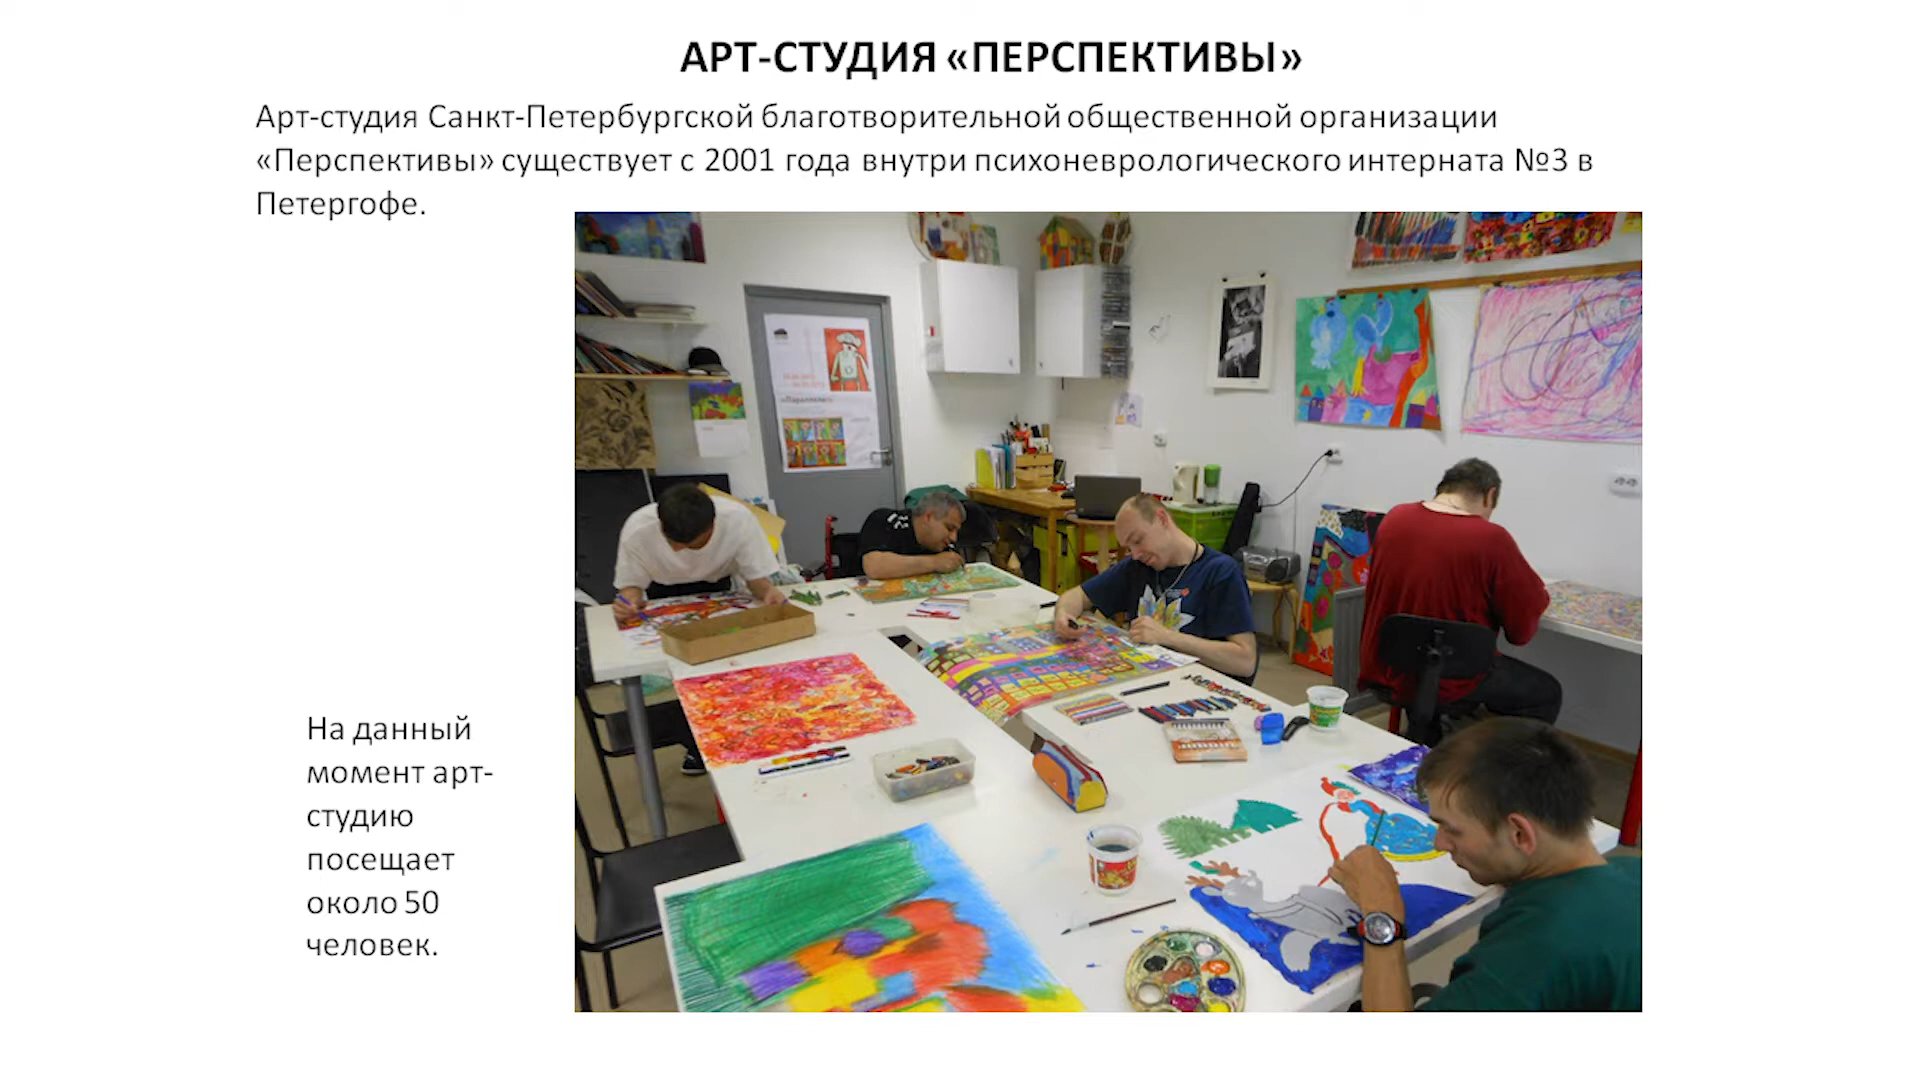 АРТ-СТУДИЯ «ПЕРСПЕКТИВЫ»
Арт-студия Санкт-Петербургской благотворительной общественной организации
«Перспективы» существует с 2001 года внутри психоневрологического интерната №3 в
Петергофе.
На данный
момент арт-
студию
посещает
около 50
человек.